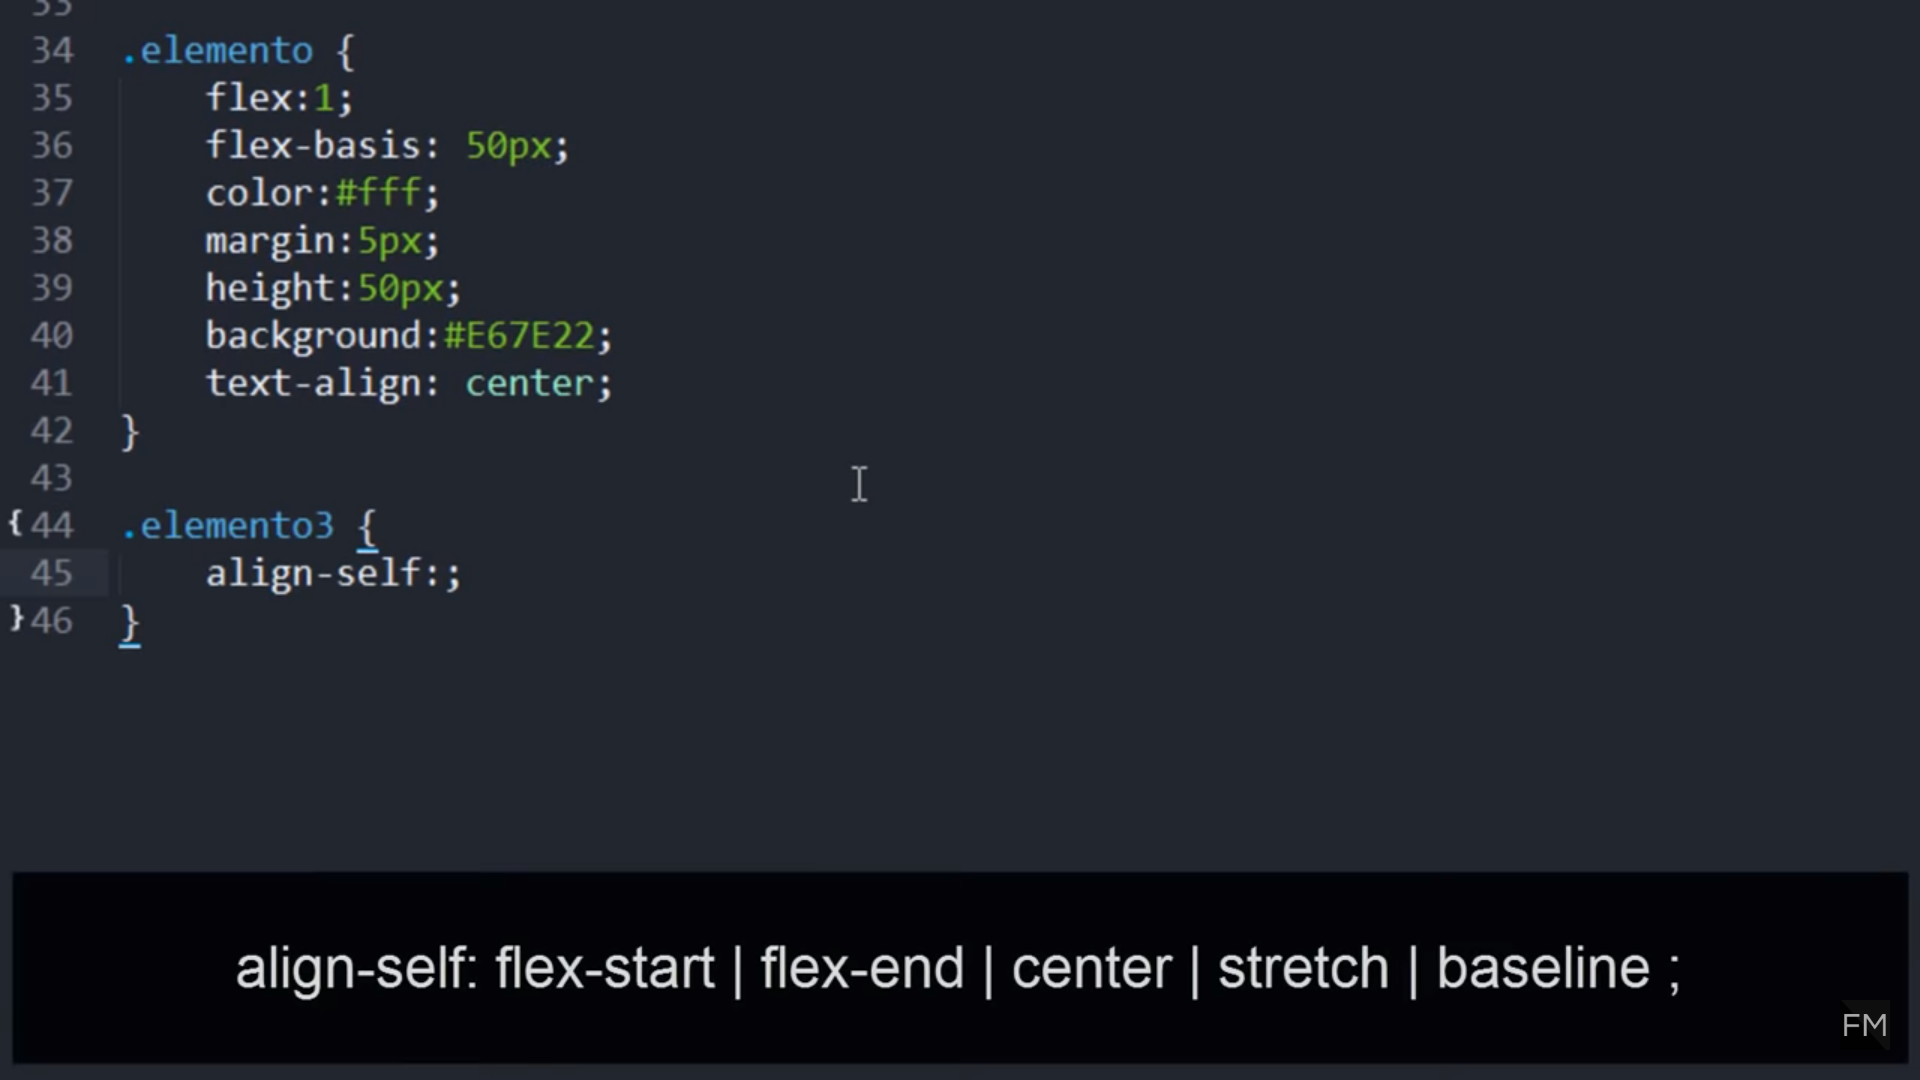 33
34 .elemento {
35 flex:1;
36 flex-basis: 50px;
37 color:#fff;
38 margin:5px;
39 height:50px;
40 background:#E67E22;
41 text-align: center;
42 }
43
{ 44 .elemento3 {
45 align-self:;
} 46 }
align-self: flex-start | flex-end | center | stretch | baseline ;
FM